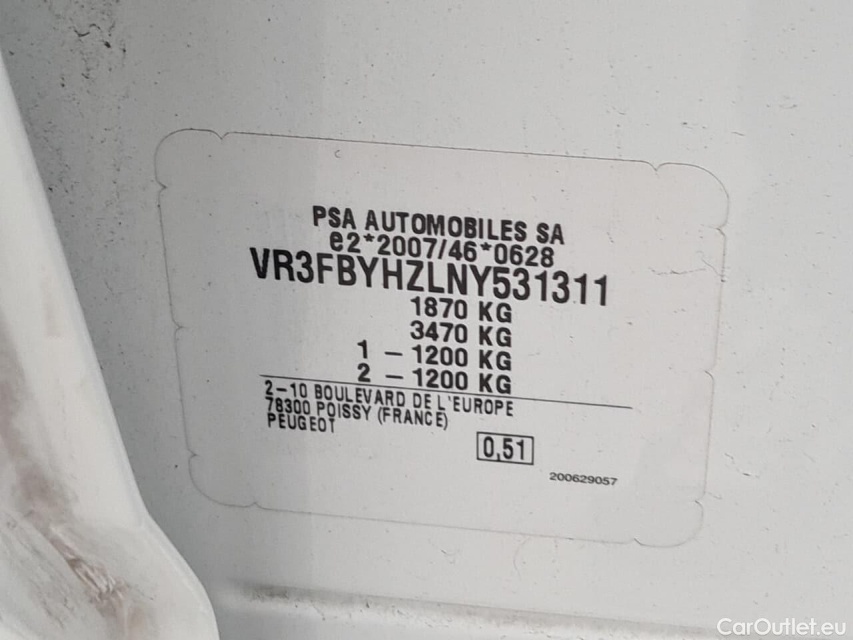 PSA AUTOMOBILES SA
e2*2007/46*0628
VR3FBYHZLNY531311
1870 KG
3470 KG
1 – 1200 KG
2 – 1200 KG
2–10 BOULEVARD DE L'EUROPE
78300 POISSY (FRANCE)
PEUGEOT
0,51
200629057
CarOutlet.eu